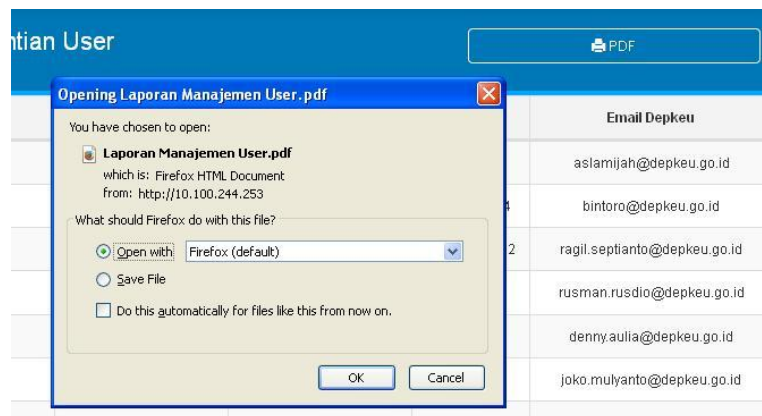 ntian User
PDF
Opening Laporan Manajemen User.pdf
You have chosen to open:
Laporan Manajemen User.pdf
which is: Firefox HTML Document
from: http://10.100.244.253
What should Firefox do with this file?
Open with Firefox (default)
Save File
Do this automatically for files like this from now on.
OK Cancel
Email Depkeu
aslamijah@depkeu.go.id
4 bintoro@depkeu.go.id
2 ragil.septianto@depkeu.go.id
rusman.rusdio@depkeu.go.id
denny.aulia@depkeu.go.id
joko.mulyanto@depkeu.go.id